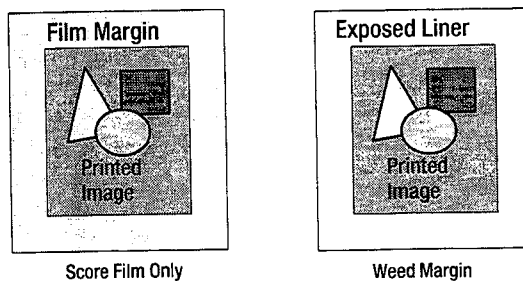 Film Margin
Printed
Image
Score Film Only
Exposed Liner
Printed
Image
Weed Margin